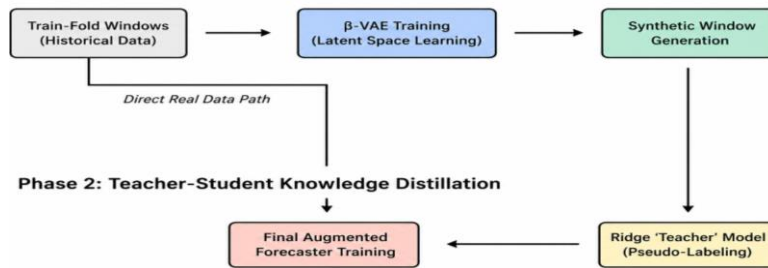 Train-Fold Windows
(Historical Data)
β-VAE Training
(Latent Space Learning)
Synthetic Window
Generation
Direct Real Data Path
Phase 2: Teacher-Student Knowledge Distillation
Final Augmented
Forecaster Training
Ridge 'Teacher' Model
(Pseudo-Labeling)